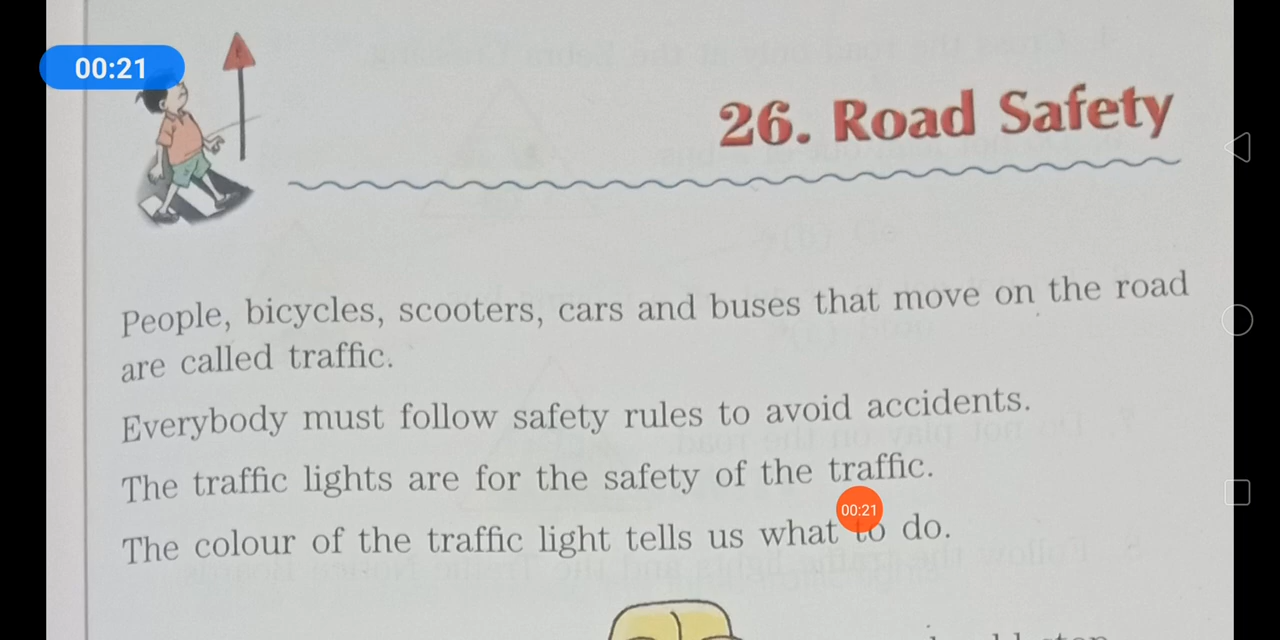 00:21
26. Road Safety
People, bicycles, scooters, cars and buses that move on the road
are called traffic.
Everybody must follow safety rules to avoid accidents.
The traffic lights are for the safety of the traffic.
00:21
The colour of the traffic light tells us what to do.